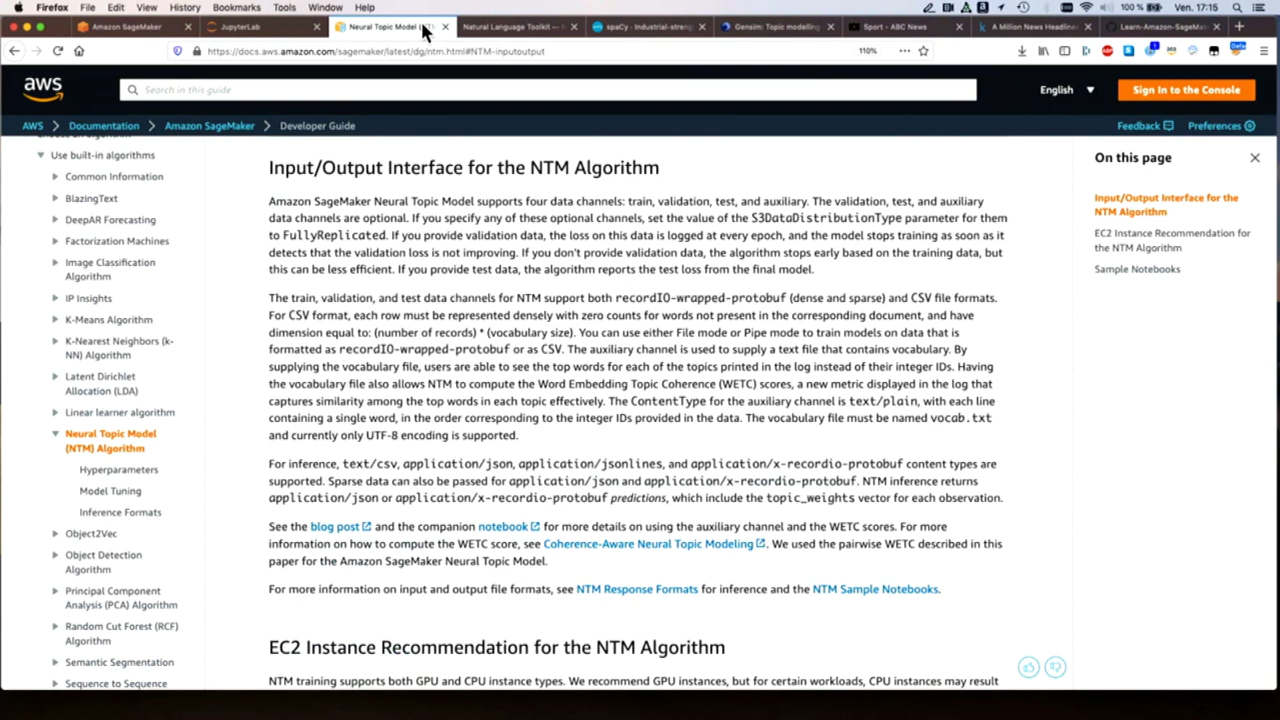 Firefox File Edit View History Bookmarks Tools Window Help 100 % Ven. 17:15
Amazon SageMaker JupyterLab Neural Topic Model Natural Language Toolkit — spaCy · Industrial-streng Gensim: Topic modelling Sport - ABC News A Million News Headline Learn-Amazon-SageMa
https://docs.aws.amazon.com/sagemaker/latest/dg/ntm.html#NTM-inputoutput 110%
aws Search in this guide English Sign In to the Console
AWS Documentation Amazon SageMaker Developer Guide Feedback Preferences
Use built-in algorithms
Common Information
BlazingText
DeepAR Forecasting
Factorization Machines
Image Classification
Algorithm
IP Insights
K-Means Algorithm
K-Nearest Neighbors (k-
NN) Algorithm
Latent Dirichlet
Allocation (LDA)
Linear learner algorithm
Neural Topic Model
(NTM) Algorithm
Hyperparameters
Model Tuning
Inference Formats
Object2Vec
Object Detection
Algorithm
Principal Component
Analysis (PCA) Algorithm
Random Cut Forest (RCF)
Algorithm
Semantic Segmentation
Sequence to Sequence
Input/Output Interface for the NTM Algorithm
Amazon SageMaker Neural Topic Model supports four data channels: train, validation, test, and auxiliary. The validation, test, and auxiliary
data channels are optional. If you specify any of these optional channels, set the value of the S3DataDistributionType parameter for them
to FullyReplicated. If you provide validation data, the loss on this data is logged at every epoch, and the model stops training as soon as it
detects that the validation loss is not improving. If you don't provide validation data, the algorithm stops early based on the training data, but
this can be less efficient. If you provide test data, the algorithm reports the test loss from the final model.
The train, validation, and test data channels for NTM support both recordIO-wrapped-protobuf (dense and sparse) and CSV file formats.
For CSV format, each row must be represented densely with zero counts for words not present in the corresponding document, and have
dimension equal to: (number of records) * (vocabulary size). You can use either File mode or Pipe mode to train models on data that is
formatted as recordIO-wrapped-protobuf or as CSV. The auxiliary channel is used to supply a text file that contains vocabulary. By
supplying the vocabulary file, users are able to see the top words for each of the topics printed in the log instead of their integer IDs. Having
the vocabulary file also allows NTM to compute the Word Embedding Topic Coherence (WETC) scores, a new metric displayed in the log that
captures similarity among the top words in each topic effectively. The ContentType for the auxiliary channel is text/plain, with each line
containing a single word, in the order corresponding to the integer IDs provided in the data. The vocabulary file must be named vocab.txt
and currently only UTF-8 encoding is supported.
For inference, text/csv, application/json, application/jsonlines, and application/x-recordio-protobuf content types are
supported. Sparse data can also be passed for application/json and application/x-recordio-protobuf. NTM inference returns
application/json or application/x-recordio-protobuf predictions, which include the topic_weights vector for each observation.
See the blog post and the companion notebook for more details on using the auxiliary channel and the WETC scores. For more
information on how to compute the WETC score, see Coherence-Aware Neural Topic Modeling. We used the pairwise WETC described in this
paper for the Amazon SageMaker Neural Topic Model.
For more information on input and output file formats, see NTM Response Formats for inference and the NTM Sample Notebooks.
EC2 Instance Recommendation for the NTM Algorithm
NTM training supports both GPU and CPU instance types. We recommend GPU instances, but for certain workloads, CPU instances may result
On this page
Input/Output Interface for the
NTM Algorithm
EC2 Instance Recommendation for
the NTM Algorithm
Sample Notebooks